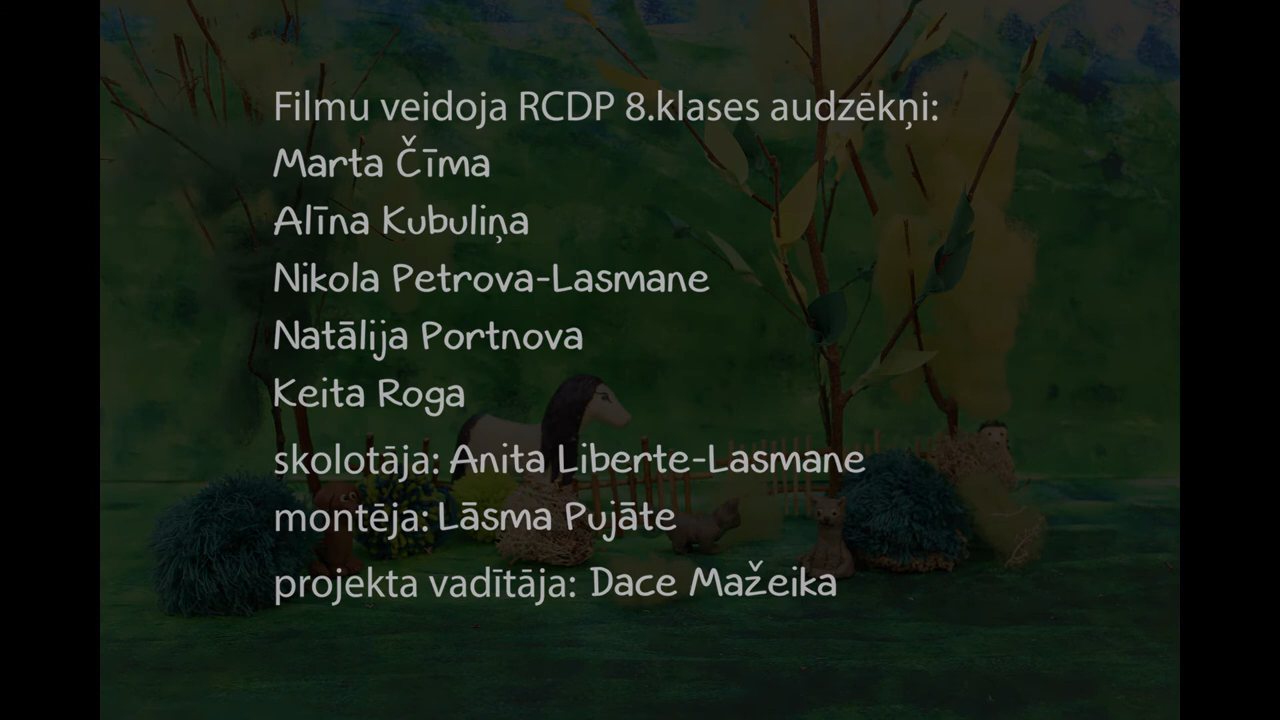 Filmu veidoja RCDP 8.klases audzēkņi:
Marta Čīma
Alīna Kubuliņa
Nikola Petrova-Lasmane
Natālija Portnova
Keita Roga
skolotāja: Anita Liberte-Lasmane
montēja: Lāsma Pujāte
projekta vadītāja: Dace Mažeika